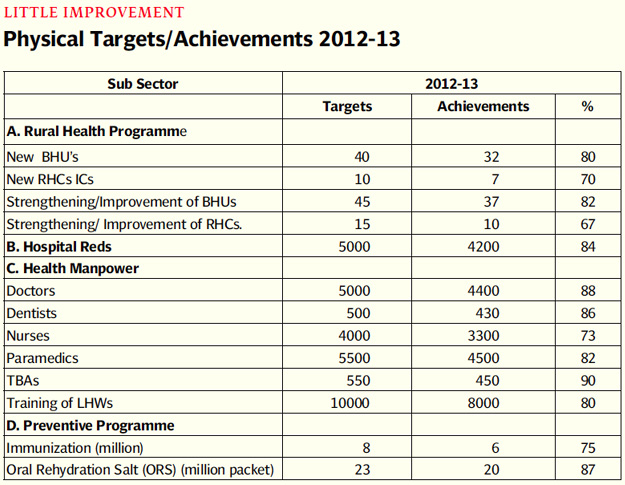 LITTLE IMPROVEMENT
Physical Targets/Achievements 2012-13
Sub Sector 2012-13
Targets Achievements %
A. Rural Health Programme
New BHU's 40 32 80
New RHCs ICs 10 7 70
Strengthening/Improvement of BHUs 45 37 82
Strengthening/ Improvement of RHCs. 15 10 67
B. Hospital Reds 5000 4200 84
C. Health Manpower
Doctors 5000 4400 88
Dentists 500 430 86
Nurses 4000 3300 73
Paramedics 5500 4500 82
TBAs 550 450 90
Training of LHWs 10000 8000 80
D. Preventive Programme
Immunization (million) 8 6 75
Oral Rehydration Salt (ORS) (million packet) 23 20 87